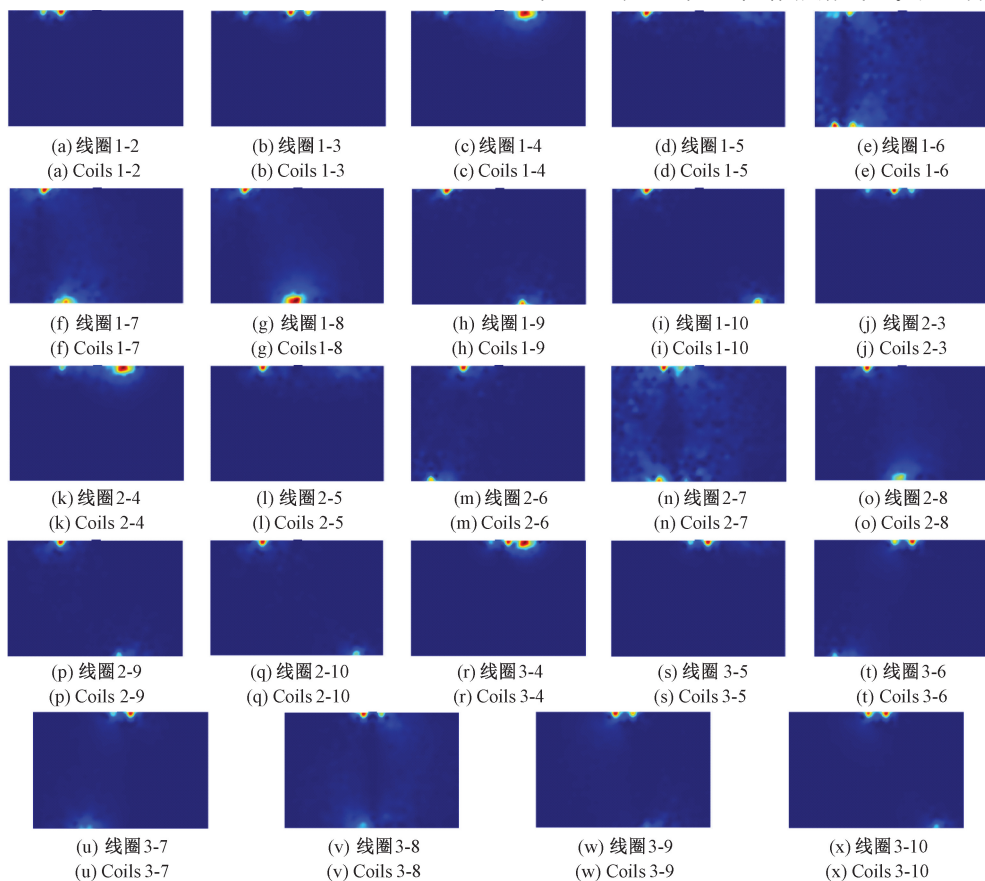 (a) 线圈1-2
(a) Coils 1-2
(b) 线圈1-3
(b) Coils 1-3
(c) 线圈1-4
(c) Coils 1-4
(d) 线圈1-5
(d) Coils 1-5
(e) 线圈1-6
(e) Coils 1-6
(f) 线圈1-7
(f) Coils 1-7
(g) 线圈1-8
(g) Coils1-8
(h) 线圈1-9
(h) Coils 1-9
(i) 线圈1-10
(i) Coils 1-10
(j) 线圈2-3
(j) Coils 2-3
(k) 线圈2-4
(k) Coils 2-4
(l) 线圈2-5
(l) Coils 2-5
(m) 线圈2-6
(m) Coils 2-6
(n) 线圈2-7
(n) Coils 2-7
(o) 线圈2-8
(o) Coils 2-8
(p) 线圈2-9
(p) Coils 2-9
(q) 线圈2-10
(q) Coils 2-10
(r) 线圈3-4
(r) Coils 3-4
(s) 线圈3-5
(s) Coils 3-5
(t) 线圈3-6
(t) Coils 3-6
(u) 线圈3-7
(u) Coils 3-7
(v) 线圈3-8
(v) Coils 3-8
(w) 线圈3-9
(w) Coils 3-9
(x) 线圈3-10
(x) Coils 3-10